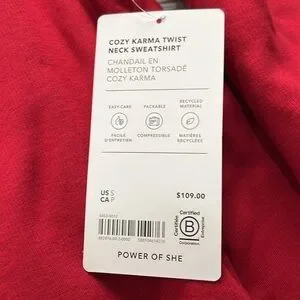 COZY KARMA TWIST
NECK SWEATSHIRT
CHANDAIL EN
MOLLETON TORSADÉ
COZY KARMA
EASY-CARE
PACKABLE
RECYCLED
MATERIAL
FACILE
D'ENTRETIEN
COMPRESSIBLE
MATIÈRES
RECYCLÉES
US S
CA P
$109.00
Certified
Certifiée
B
Entreprise
Corporation
POWER OF SHE